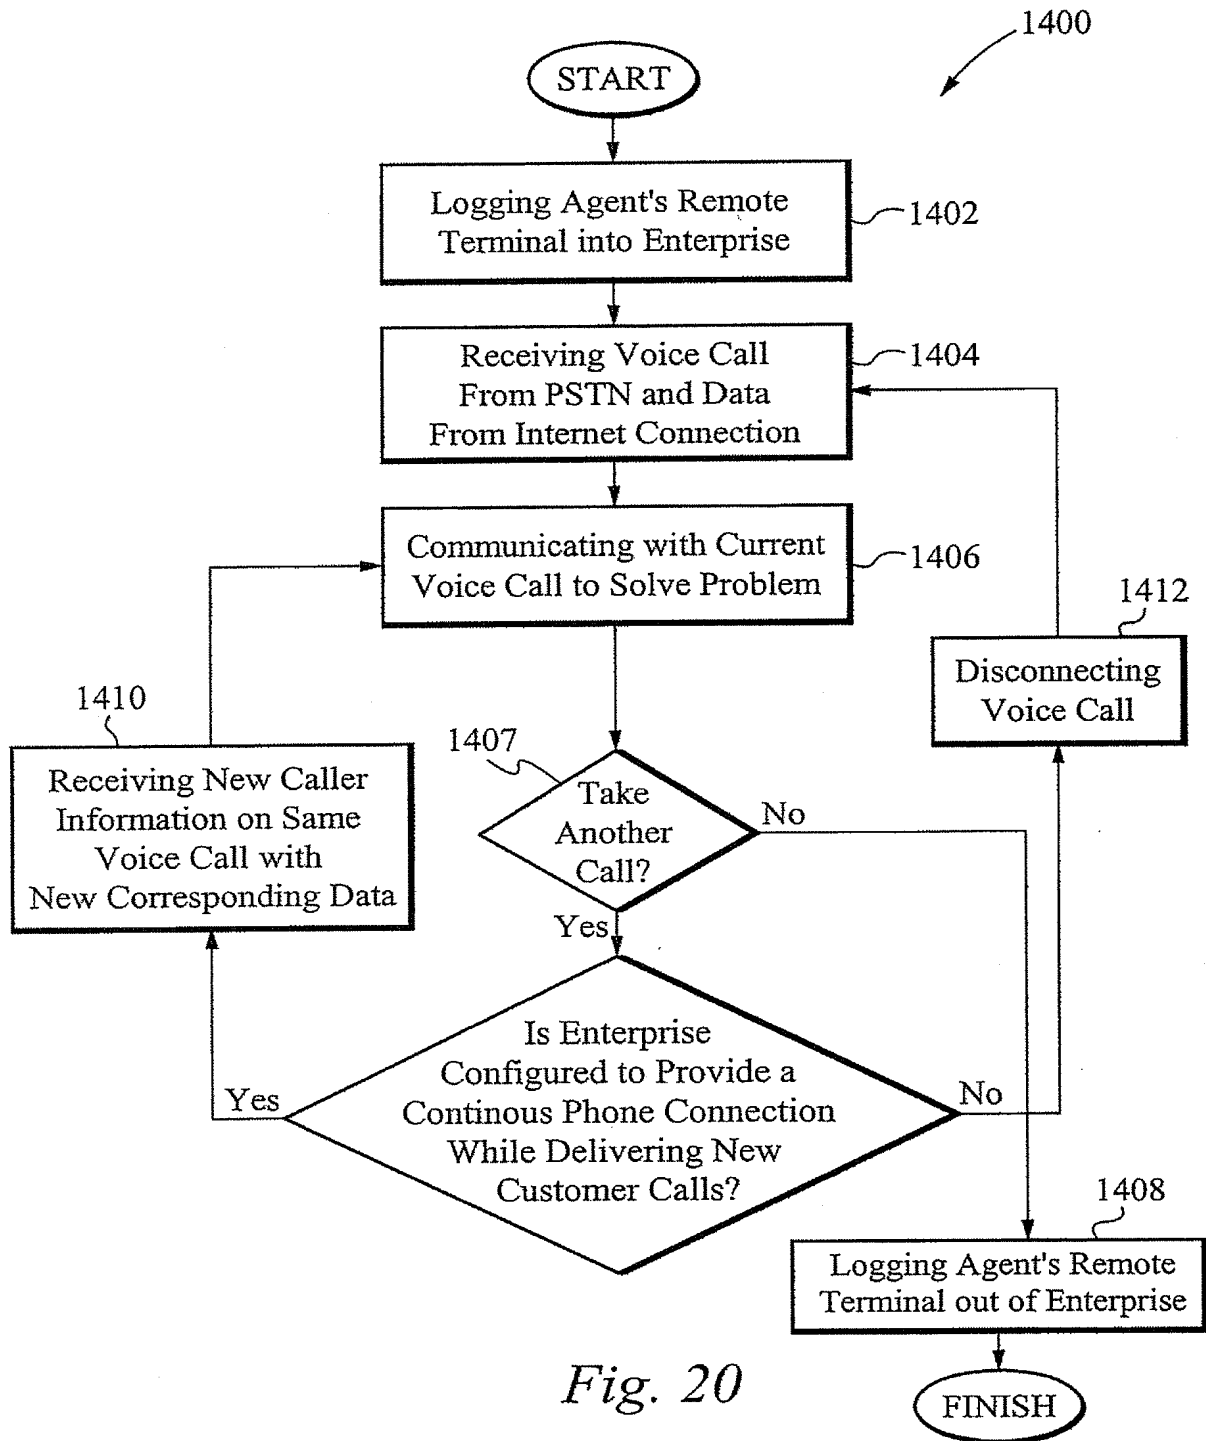 1400
START
Logging Agent's Remote
Terminal into Enterprise
1402
Receiving Voice Call
From PSTN and Data
From Internet Connection
1404
Communicating with Current
Voice Call to Solve Problem
1406
1412
Disconnecting
Voice Call
1410
Receiving New Caller
Information on Same
Voice Call with
New Corresponding Data
1407
Take
Another
Call?
No
Yes
Is Enterprise
Configured to Provide a
Continous Phone Connection
While Delivering New
Customer Calls?
Yes
No
1408
Logging Agent's Remote
Terminal out of Enterprise
FINISH
Fig. 20